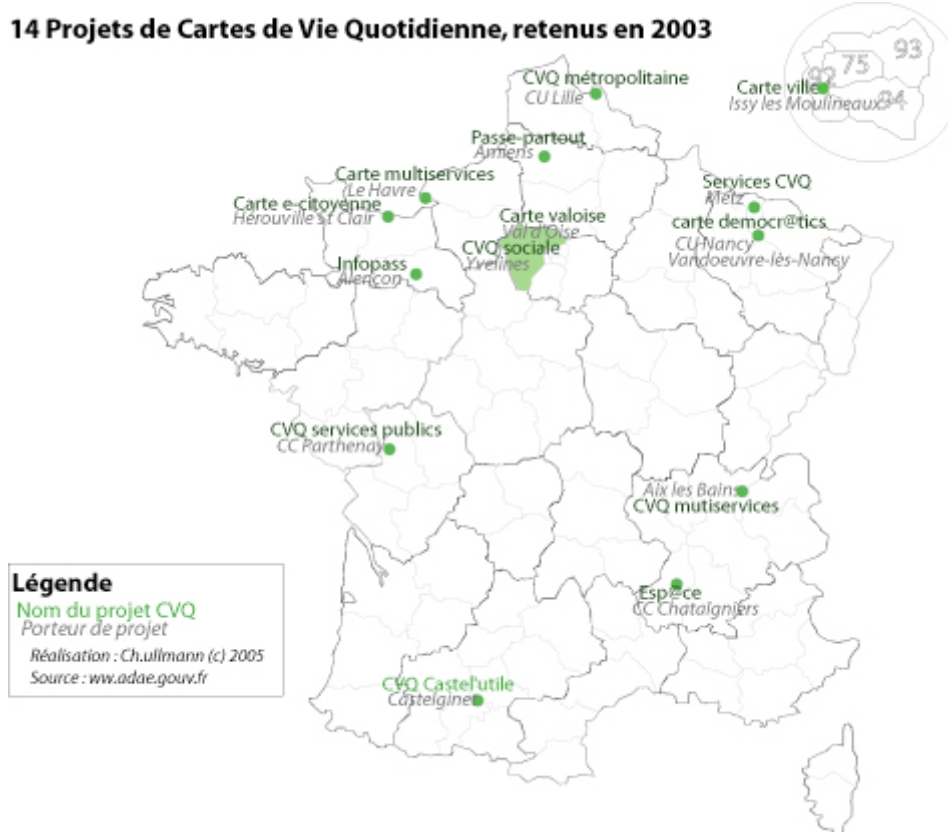 14 Projets de Cartes de Vie Quotidienne, retenus en 2003
93
75
92
94
CVQ métropolitaine
CU Lille
Carte ville
Issy les Moulineaux
Passe-partout
Amiens
Carte multiservices
Le Havre
Services CVQ
Metz
Carte e-citoyenne
Hérouville St Clair
Carte valoise
Val d'Oise
carte democr@tics
CU Nancy
Vandoeuvre-lès-Nancy
CVQ sociale
Yvelines
Infopass
Alençon
CVQ services publics
CC Parthenay
Aix les Bains
CVQ mutiservices
Esp@ce
CC Chataigniers
Légende
Nom du projet CVQ
Porteur de projet
Réalisation : Ch.ullmann (c) 2005
Source : ww.adae.gouv.fr
CVQ Castel'utile
Castelgines